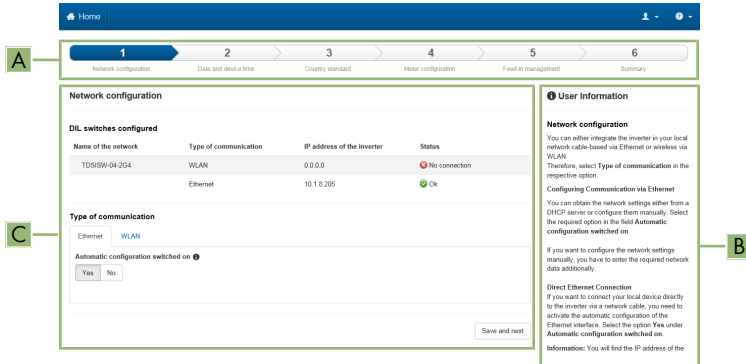 Home
1 2 3 4 5 6
Network configuration Date and device time Country standard Meter configuration Feed-in management Summary
A
Network configuration
DIL switches configured
Name of the network Type of communication IP address of the inverter Status
TDSISW-04-2G4 WLAN 0.0.0.0 No connection
Ethernet 10.1.8.205 Ok
Type of communication
Ethernet WLAN
Automatic configuration switched on
Yes No
Save and next
C
User Information
Network configuration
You can either integrate the inverter in your local
network cable-based via Ethernet or wireless via
WLAN.
Therefore, select Type of communication in the
respective option.
Configuring Communication via Ethernet
You can obtain the network settings either from a
DHCP server or configure them manually. Select
the required option in the field Automatic
configuration switched on.
If you want to configure the network settings
manually, you have to enter the required network
data additionally.
Direct Ethernet Connection
If you want to connect your local device directly
to the inverter via a network cable, you need to
activate the automatic configuration of the
Ethernet interface. Select the option Yes under
Automatic configuration switched on.
Information: You will find the IP address of the
B